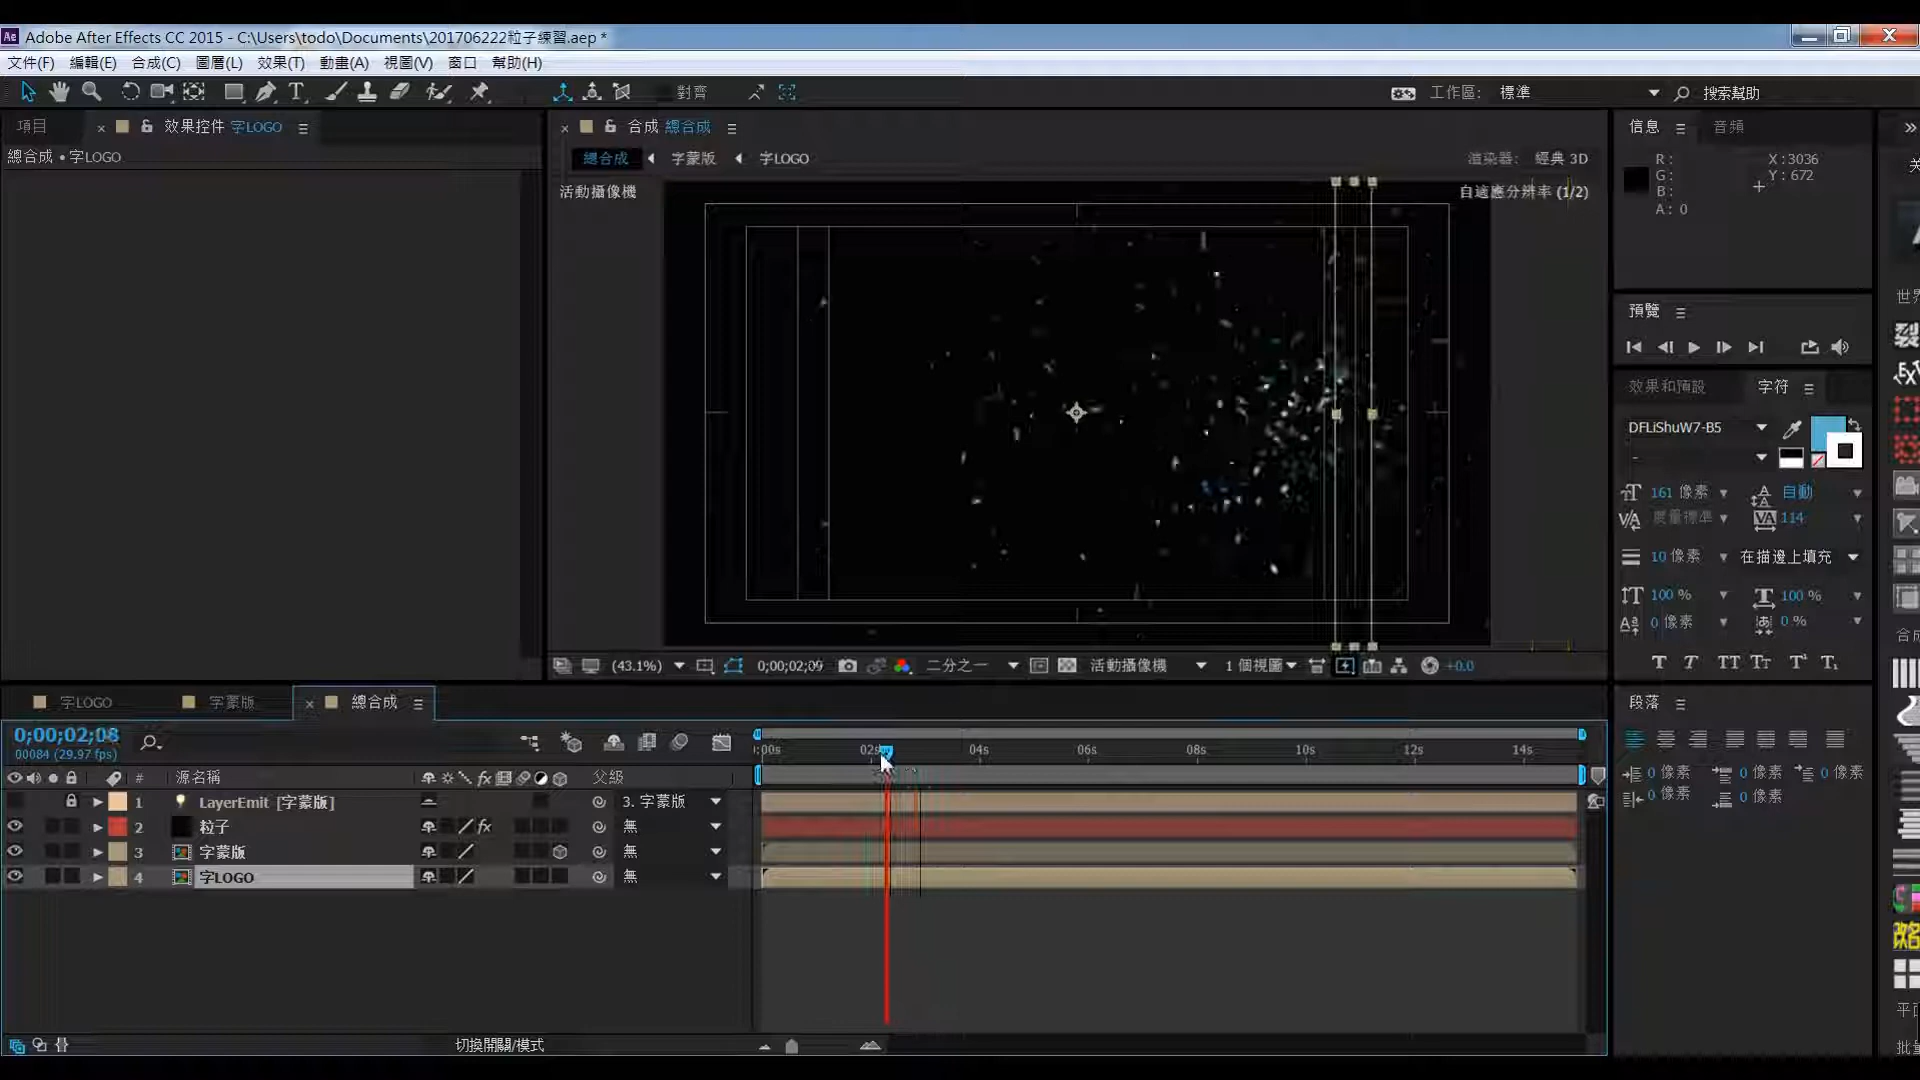 Adobe After Effects CC 2015 - C:\Users\todo\Documents\201706222粒子練習.aep *
文件(F) 編輯(E) 合成(C) 圖層(L) 效果(T) 動畫(A) 視圖(V) 窗口 幫助(H)
對齊 工作區: 標準 搜索幫助
項目 效果控件 字LOGO
總合成 • 字LOGO
合成 總合成
總合成 字蒙版 字LOGO 渲染器: 經典 3D
活動攝像機 自適應分辨率 (1/2)
(43.1%) 0;00;02;09 二分之一 活動攝像機 1 個視圖 +0.0
信息 音頻
R: X:3036
G: Y: 672
B:
A: 0
預覽
效果和預設 字符
DFLiShuW7-B5
-
161 像素 自動
度量標準 114
10 像素 在描邊上填充
100 % 100 %
0 像素 0 %
段落
0 像素 0 像素 0 像素
0 像素 0 像素
字LOGO 字蒙版 總合成
0;00;02;08
00084 (29.97 fps)
:00s 02s 04s 06s 08s 10s 12s 14s
# 源名稱 父級
1 LayerEmit [字蒙版] 3. 字蒙版
2 粒子 無
3 字蒙版 無
4 字LOGO 無
切換開關/模式